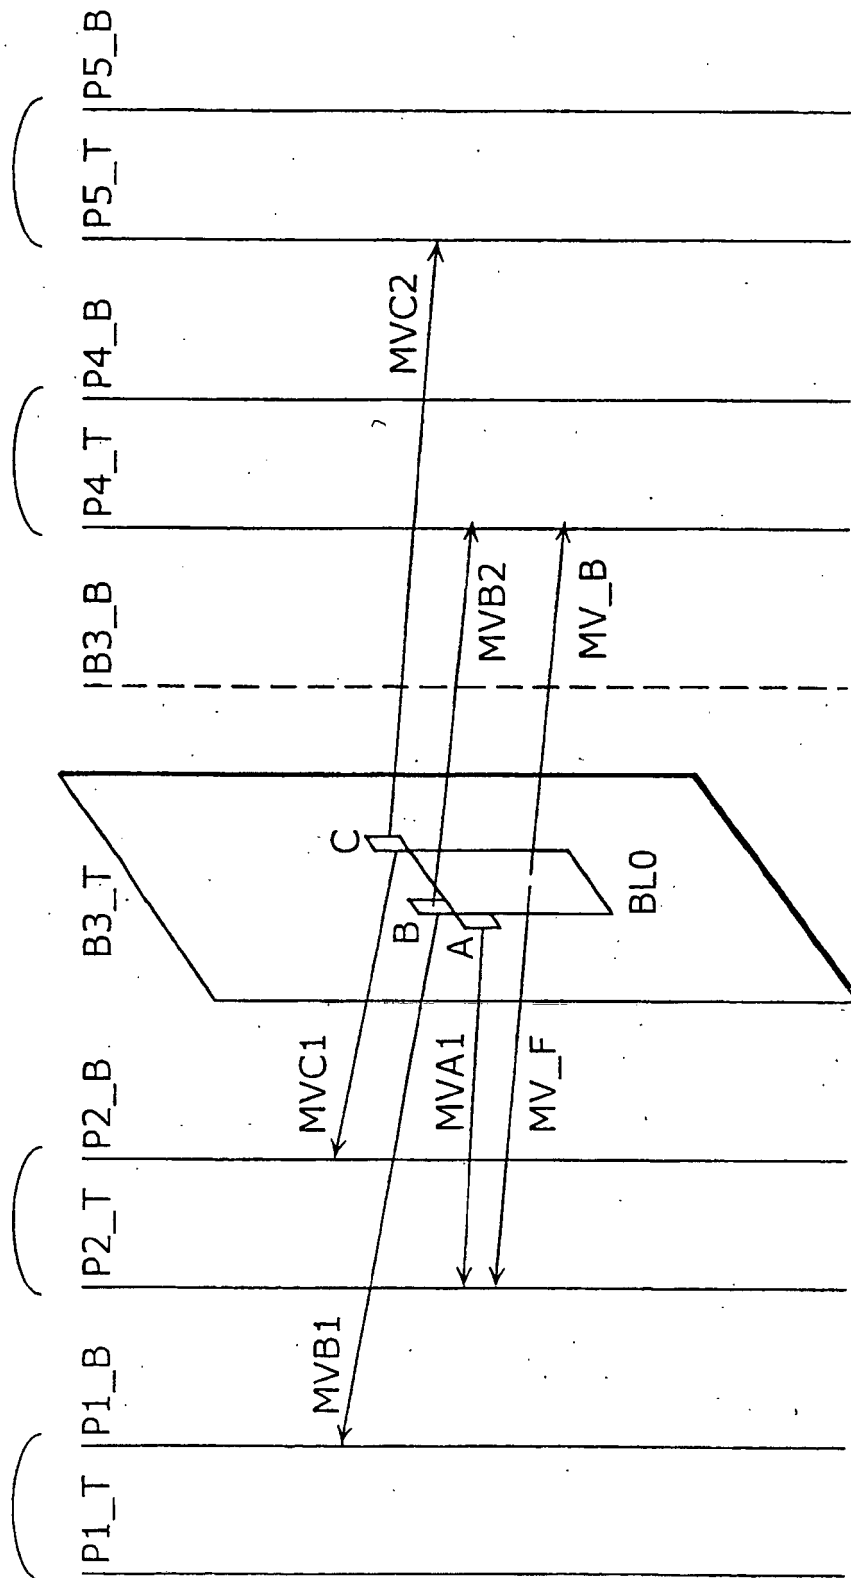 P1_T
P1_B
P2_T
P2_B
B3_T
B3_B
P4_T
P4_B
P5_T
P5_B
MVB1
MVC1
MVA1
MV_F
A
B
C
BL0
MVB2
MV_B
MVC2